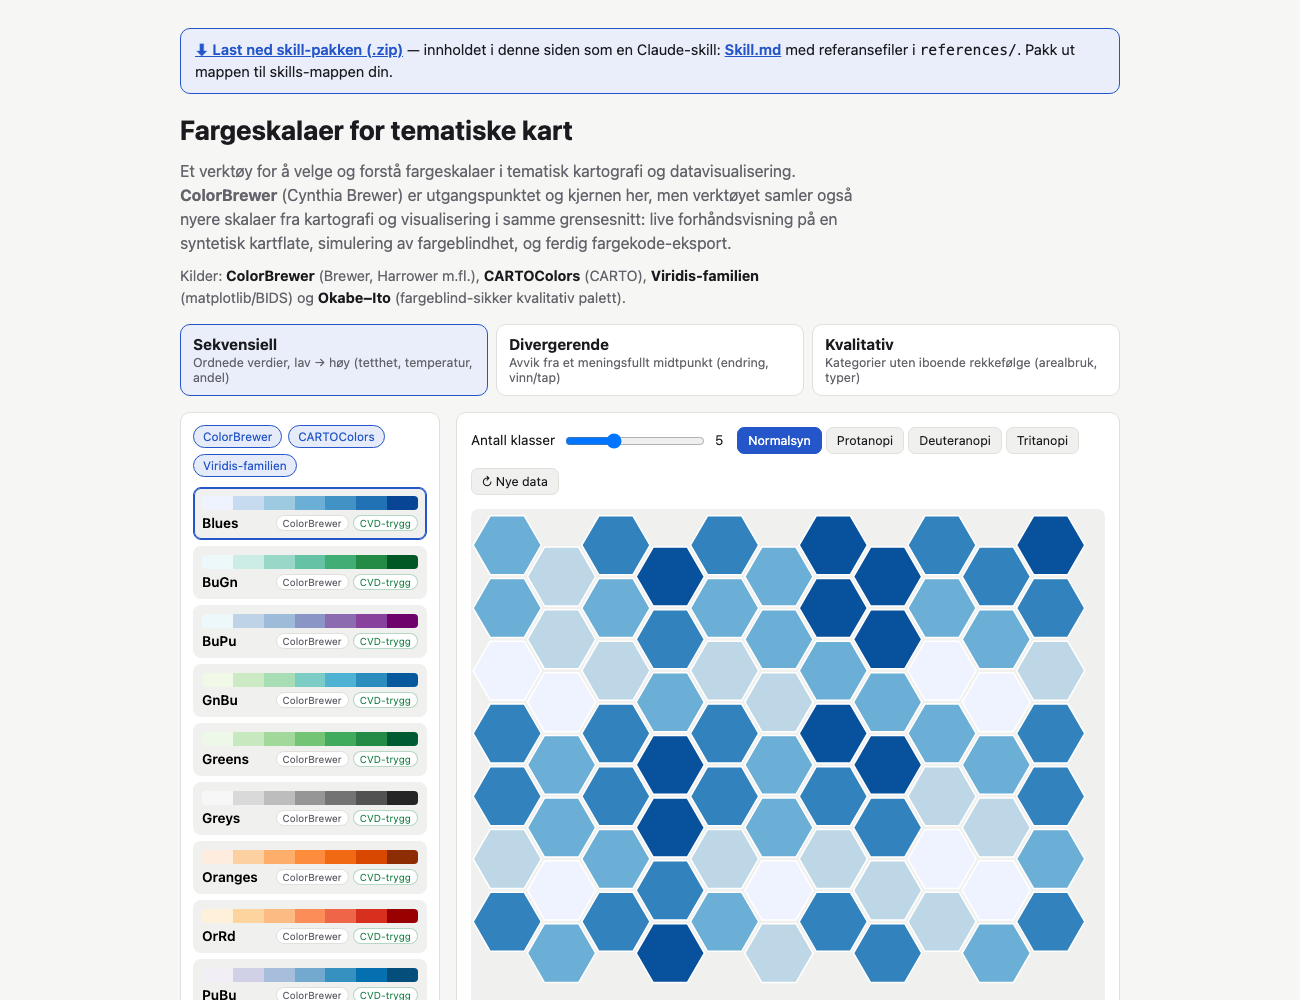 ⬇ Last ned skill-pakken (.zip) — innholdet i denne siden som en Claude-skill: Skill.md med referansefiler i references/. Pakk ut
mappen til skills-mappen din.
Fargeskalaer for tematiske kart
Et verktøy for å velge og forstå fargeskalaer i tematisk kartografi og datavisualisering.
ColorBrewer (Cynthia Brewer) er utgangspunktet og kjernen her, men verktøyet samler også
nyere skalaer fra kartografi og visualisering i samme grensesnitt: live forhåndsvisning på en
syntetisk kartflate, simulering av fargeblindhet, og ferdig fargekode-eksport.
Kilder: ColorBrewer (Brewer, Harrower m.fl.), CARTOColors (CARTO), Viridis-familien
(matplotlib/BIDS) og Okabe–Ito (fargeblind-sikker kvalitativ palett).
Sekvensiell
Ordnede verdier, lav → høy (tetthet, temperatur,
andel)
Divergerende
Avvik fra et meningsfullt midtpunkt (endring,
vinn/tap)
Kvalitativ
Kategorier uten iboende rekkefølge (arealbruk,
typer)
ColorBrewer CARTOColors
Viridis-familien
Blues ColorBrewer CVD-trygg
BuGn ColorBrewer CVD-trygg
BuPu ColorBrewer CVD-trygg
GnBu ColorBrewer CVD-trygg
Greens ColorBrewer CVD-trygg
Greys ColorBrewer CVD-trygg
Oranges ColorBrewer CVD-trygg
OrRd ColorBrewer CVD-trygg
PuBu ColorBrewer CVD-trygg
Antall klasser 5 Normalsyn Protanopi Deuteranopi Tritanopi
↻ Nye data